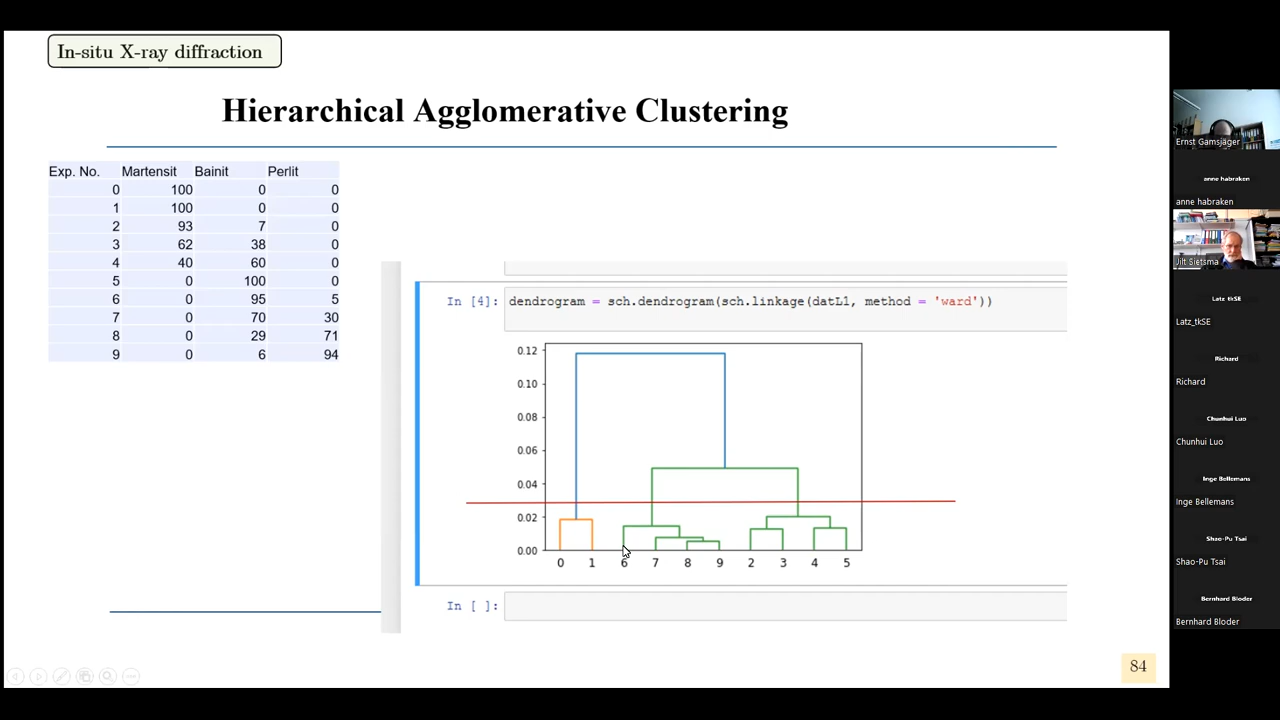 In-situ X-ray diffraction
Hierarchical Agglomerative Clustering
Exp. No. Martensit Bainit Perlit
0 100 0 0
1 100 0 0
2 93 7 0
3 62 38 0
4 40 60 0
5 0 100 0
6 0 95 5
7 0 70 30
8 0 29 71
9 0 6 94
In [4]: dendrogram = sch.dendrogram(sch.linkage(datL1, method = 'ward'))
0.12
0.10
0.08
0.06
0.04
0.02
0.00
0 1 6 7 8 9 2 3 4 5
In [ ]:
84
Ernst Gamsjäger
anne habraken
anne habraken
Jilt Sietsma
Latz_tkSE
Latz_tkSE
Richard
Richard
Chunhui Luo
Chunhui Luo
Inge Bellemans
Inge Bellemans
Shao-Pu Tsai
Shao-Pu Tsai
Bernhard Bloder
Bernhard Bloder